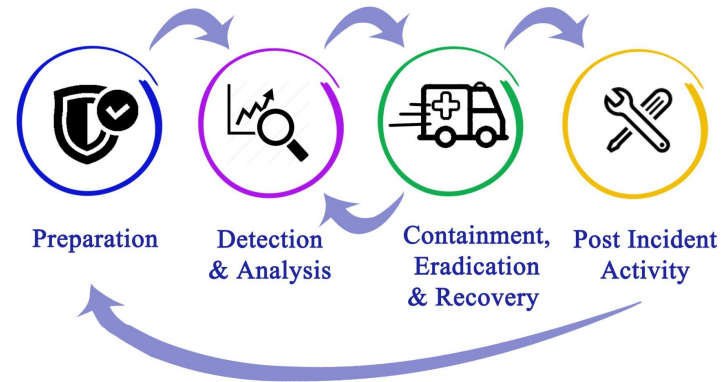 Preparation
Detection
& Analysis
Containment,
Eradication
& Recovery
Post Incident
Activity